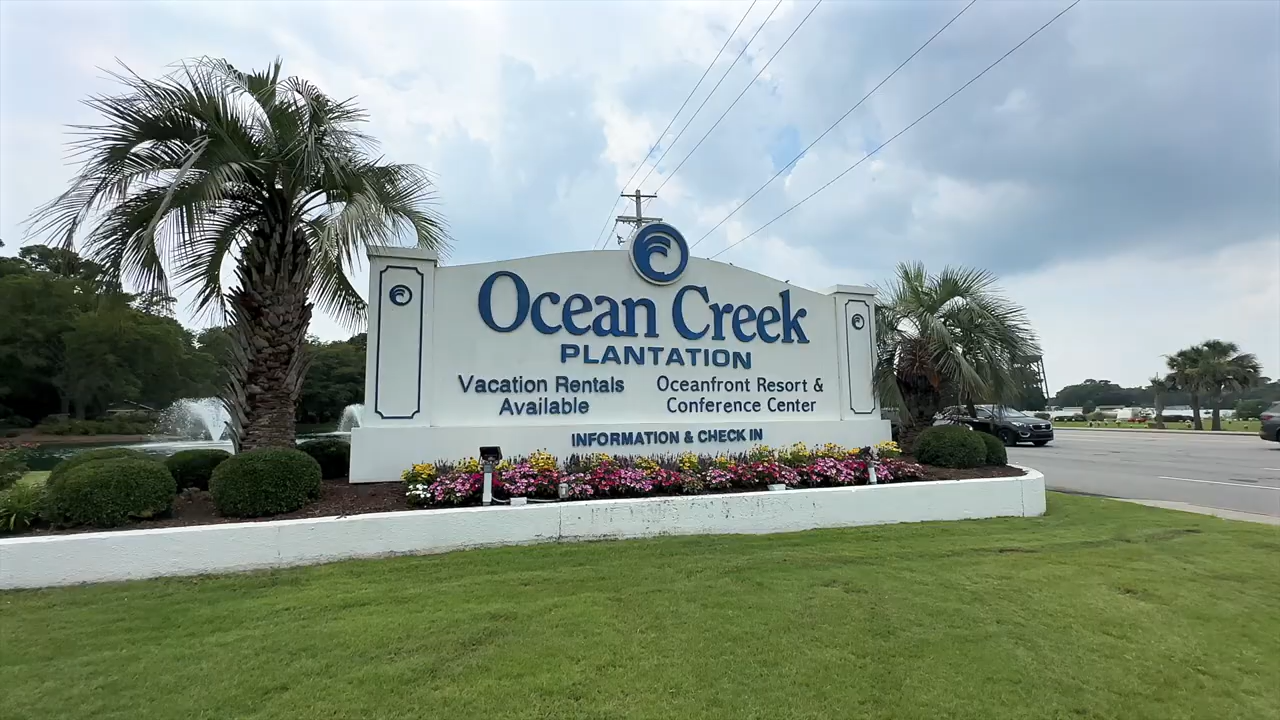 Ocean Creek
PLANTATION
Vacation Rentals
Available
Oceanfront Resort &
Conference Center
INFORMATION & CHECK IN